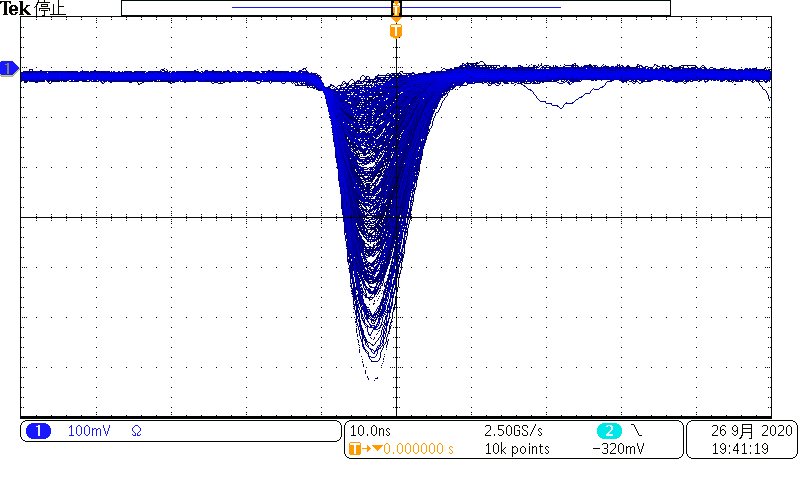 Tek 停止
T
T
1
1 100mV Ω
10.0ns 2.50GS/s 2 -320mV
T→▼0.000000 s 10k points
26 9月 2020
19:41:19